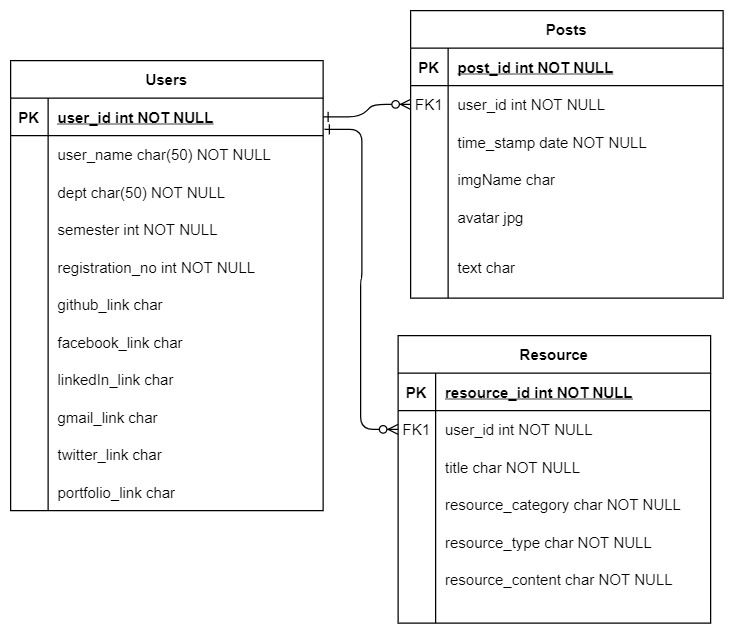 Users
PK user_id int NOT NULL
user_name char(50) NOT NULL
dept char(50) NOT NULL
semester int NOT NULL
registration_no int NOT NULL
github_link char
facebook_link char
linkedIn_link char
gmail_link char
twitter_link char
portfolio_link char
Posts
PK post_id int NOT NULL
FK1 user_id int NOT NULL
time_stamp date NOT NULL
imgName char
avatar jpg
text char
Resource
PK resource_id int NOT NULL
FK1 user_id int NOT NULL
title char NOT NULL
resource_category char NOT NULL
resource_type char NOT NULL
resource_content char NOT NULL